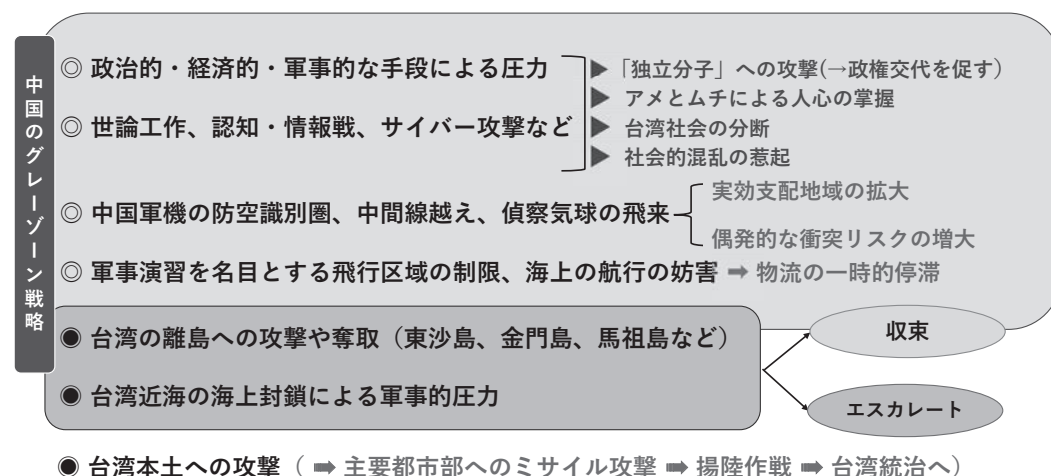 中国のグレーゾーン戦略
◎ 政治的・経済的・軍事的な手段による圧力
◎ 世論工作、認知・情報戦、サイバー攻撃など
▶「独立分子」への攻撃(→政権交代を促す)
▶ アメとムチによる人心の掌握
▶ 台湾社会の分断
▶ 社会的混乱の惹起
◎ 中国軍機の防空識別圏、中間線越え、偵察気球の飛来
実効支配地域の拡大
偶発的な衝突リスクの増大
◎ 軍事演習を名目とする飛行区域の制限、海上の航行の妨害 ➡ 物流の一時的停滞
◉ 台湾の離島への攻撃や奪取（東沙島、金門島、馬祖島など）
◉ 台湾近海の海上封鎖による軍事的圧力
収束
エスカレート
◉ 台湾本土への攻撃（ ➡ 主要都市部へのミサイル攻撃 ➡ 揚陸作戦 ➡ 台湾統治へ）